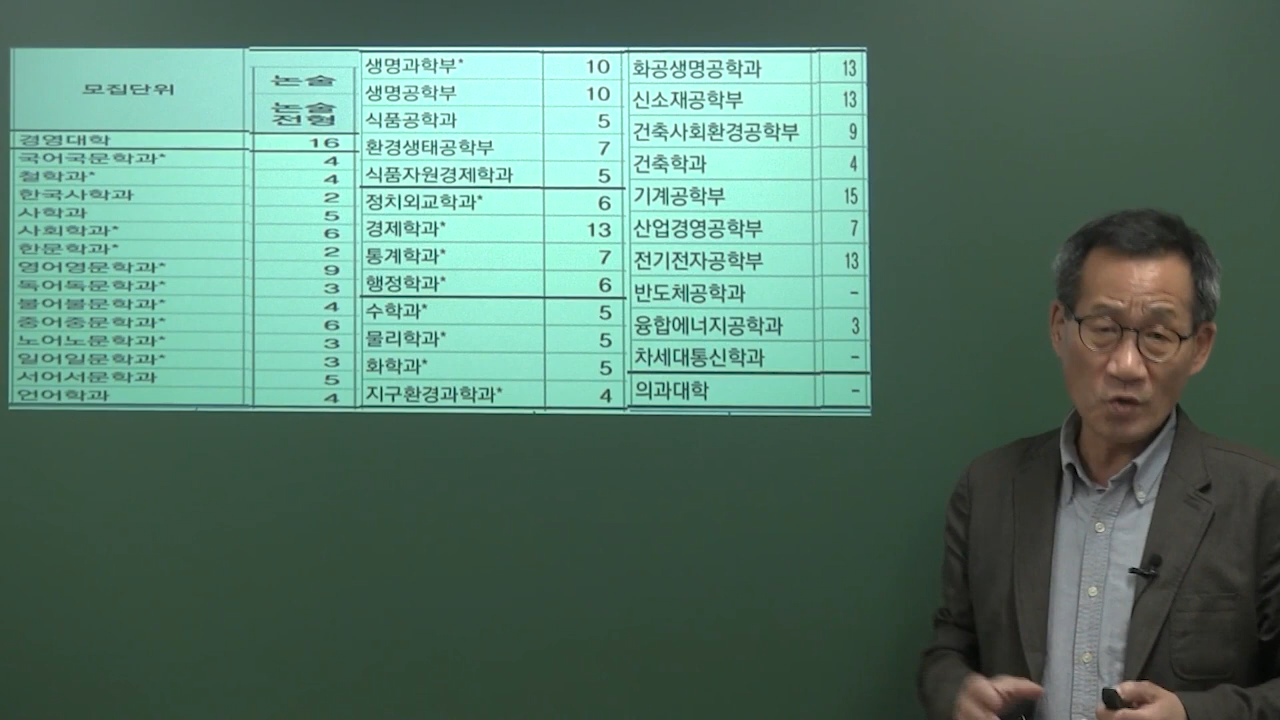 모집단위
논술
논술
전형
경영대학 16
국어국문학과* 4
철학과* 4
한국사학과 2
사학과 5
사회학과* 6
한문학과* 2
영어영문학과* 9
독어독문학과* 3
불어불문학과* 4
중어중문학과* 6
노어노문학과* 3
일어일문학과* 3
서어서문학과 5
언어학과 4
생명과학부* 10
생명공학부 10
식품공학과 5
환경생태공학부 7
식품자원경제학과 5
정치외교학과* 6
경제학과* 13
통계학과* 7
행정학과* 6
수학과* 5
물리학과* 5
화학과* 5
지구환경과학과* 4
화공생명공학과 13
신소재공학부 13
건축사회환경공학부 9
건축학과 4
기계공학부 15
산업경영공학부 7
전기전자공학부 13
반도체공학과 -
융합에너지공학과 3
차세대통신학과 -
의과대학 -